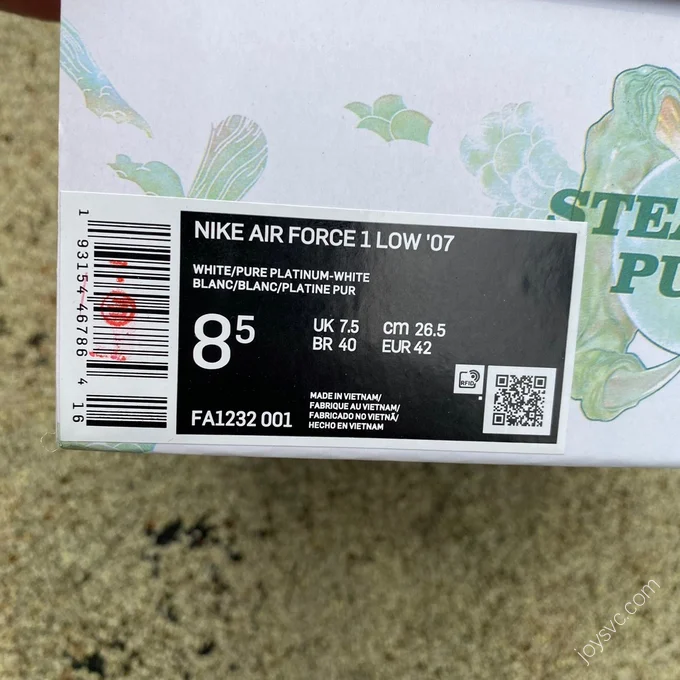 STEA
PU
NIKE AIR FORCE 1 LOW '07
WHITE/PURE PLATINUM-WHITE
BLANC/BLANC/PLATINE PUR
8⁵
UK 7.5 cm 26.5
BR 40 EUR 42
RFID
MADE IN VIETNAM/
FABRIQUE AU VIETNAM/
FABRICADO NO VIETNÃ/
HECHO EN VIETNAM
FA1232 001
1 93154 46786 4 16
joysvc.com